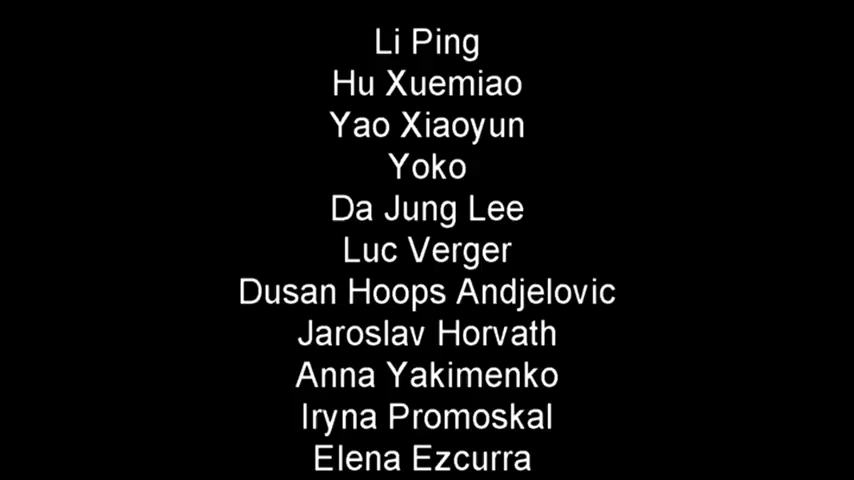 Li Ping
Hu Xuemiao
Yao Xiaoyun
Yoko
Da Jung Lee
Luc Verger
Dusan Hoops Andjelovic
Jaroslav Horvath
Anna Yakimenko
Iryna Promoskal
Elena Ezcurra